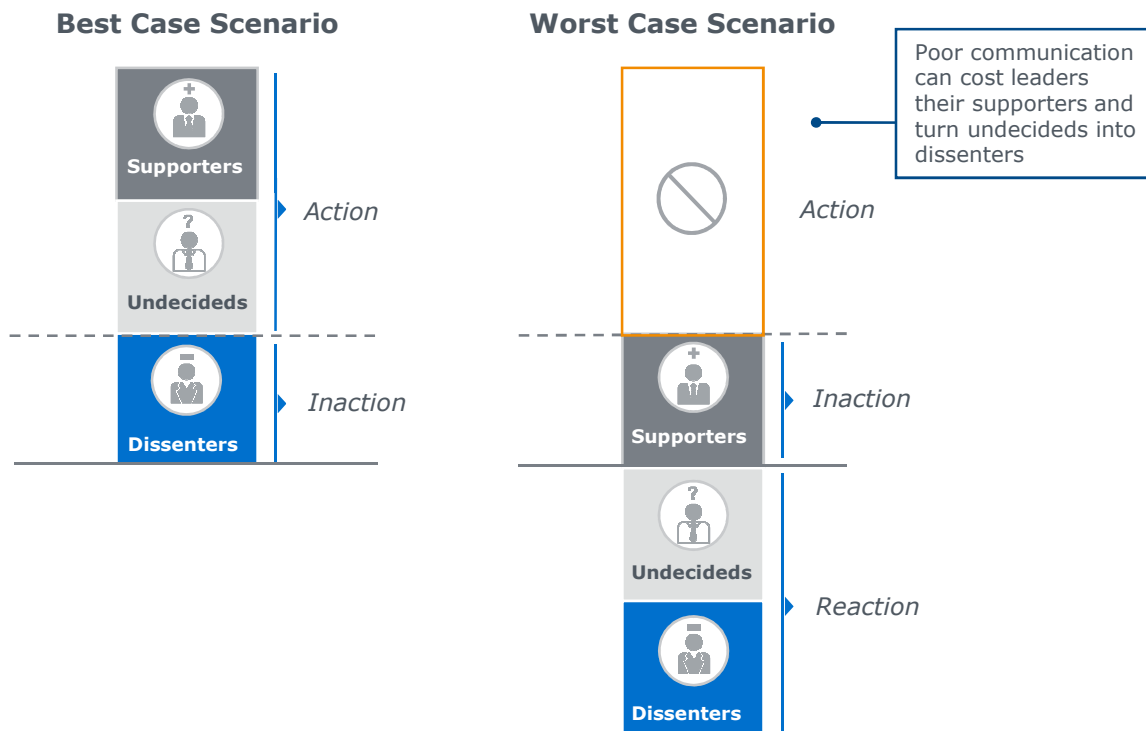 Best Case Scenario
Supporters
Undecideds
Action
Dissenters
Inaction
Worst Case Scenario
Poor communication
can cost leaders
their supporters and
turn undecideds into
dissenters
Action
Supporters
Inaction
Undecideds
Reaction
Dissenters